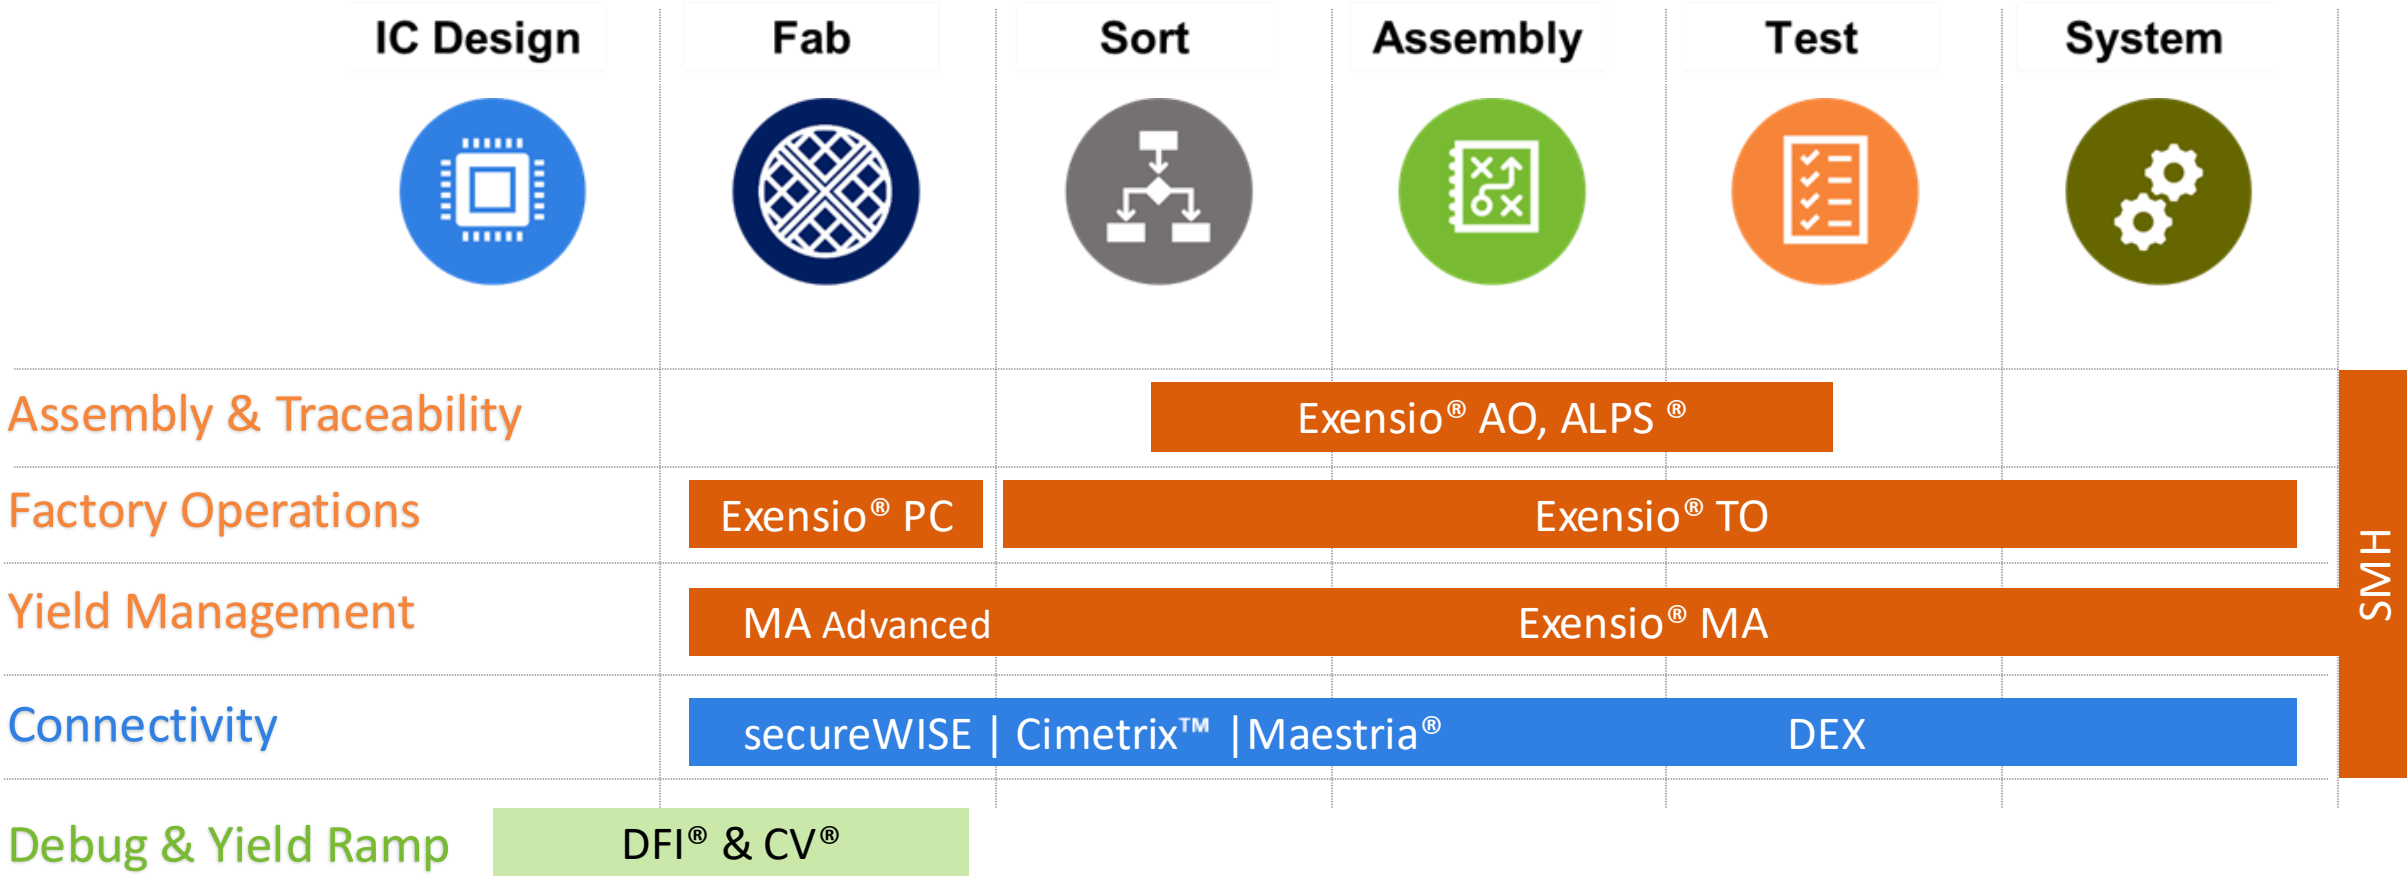 IC Design
Fab
Sort
Assembly
Test
System
Assembly & Traceability
Exensio® AO, ALPS ®
Factory Operations
Exensio® PC
Exensio® TO
Yield Management
MA Advanced
Exensio® MA
Connectivity
secureWISE | Cimetrix™ |Maestria®
DEX
SMH
Debug & Yield Ramp
DFI® & CV®